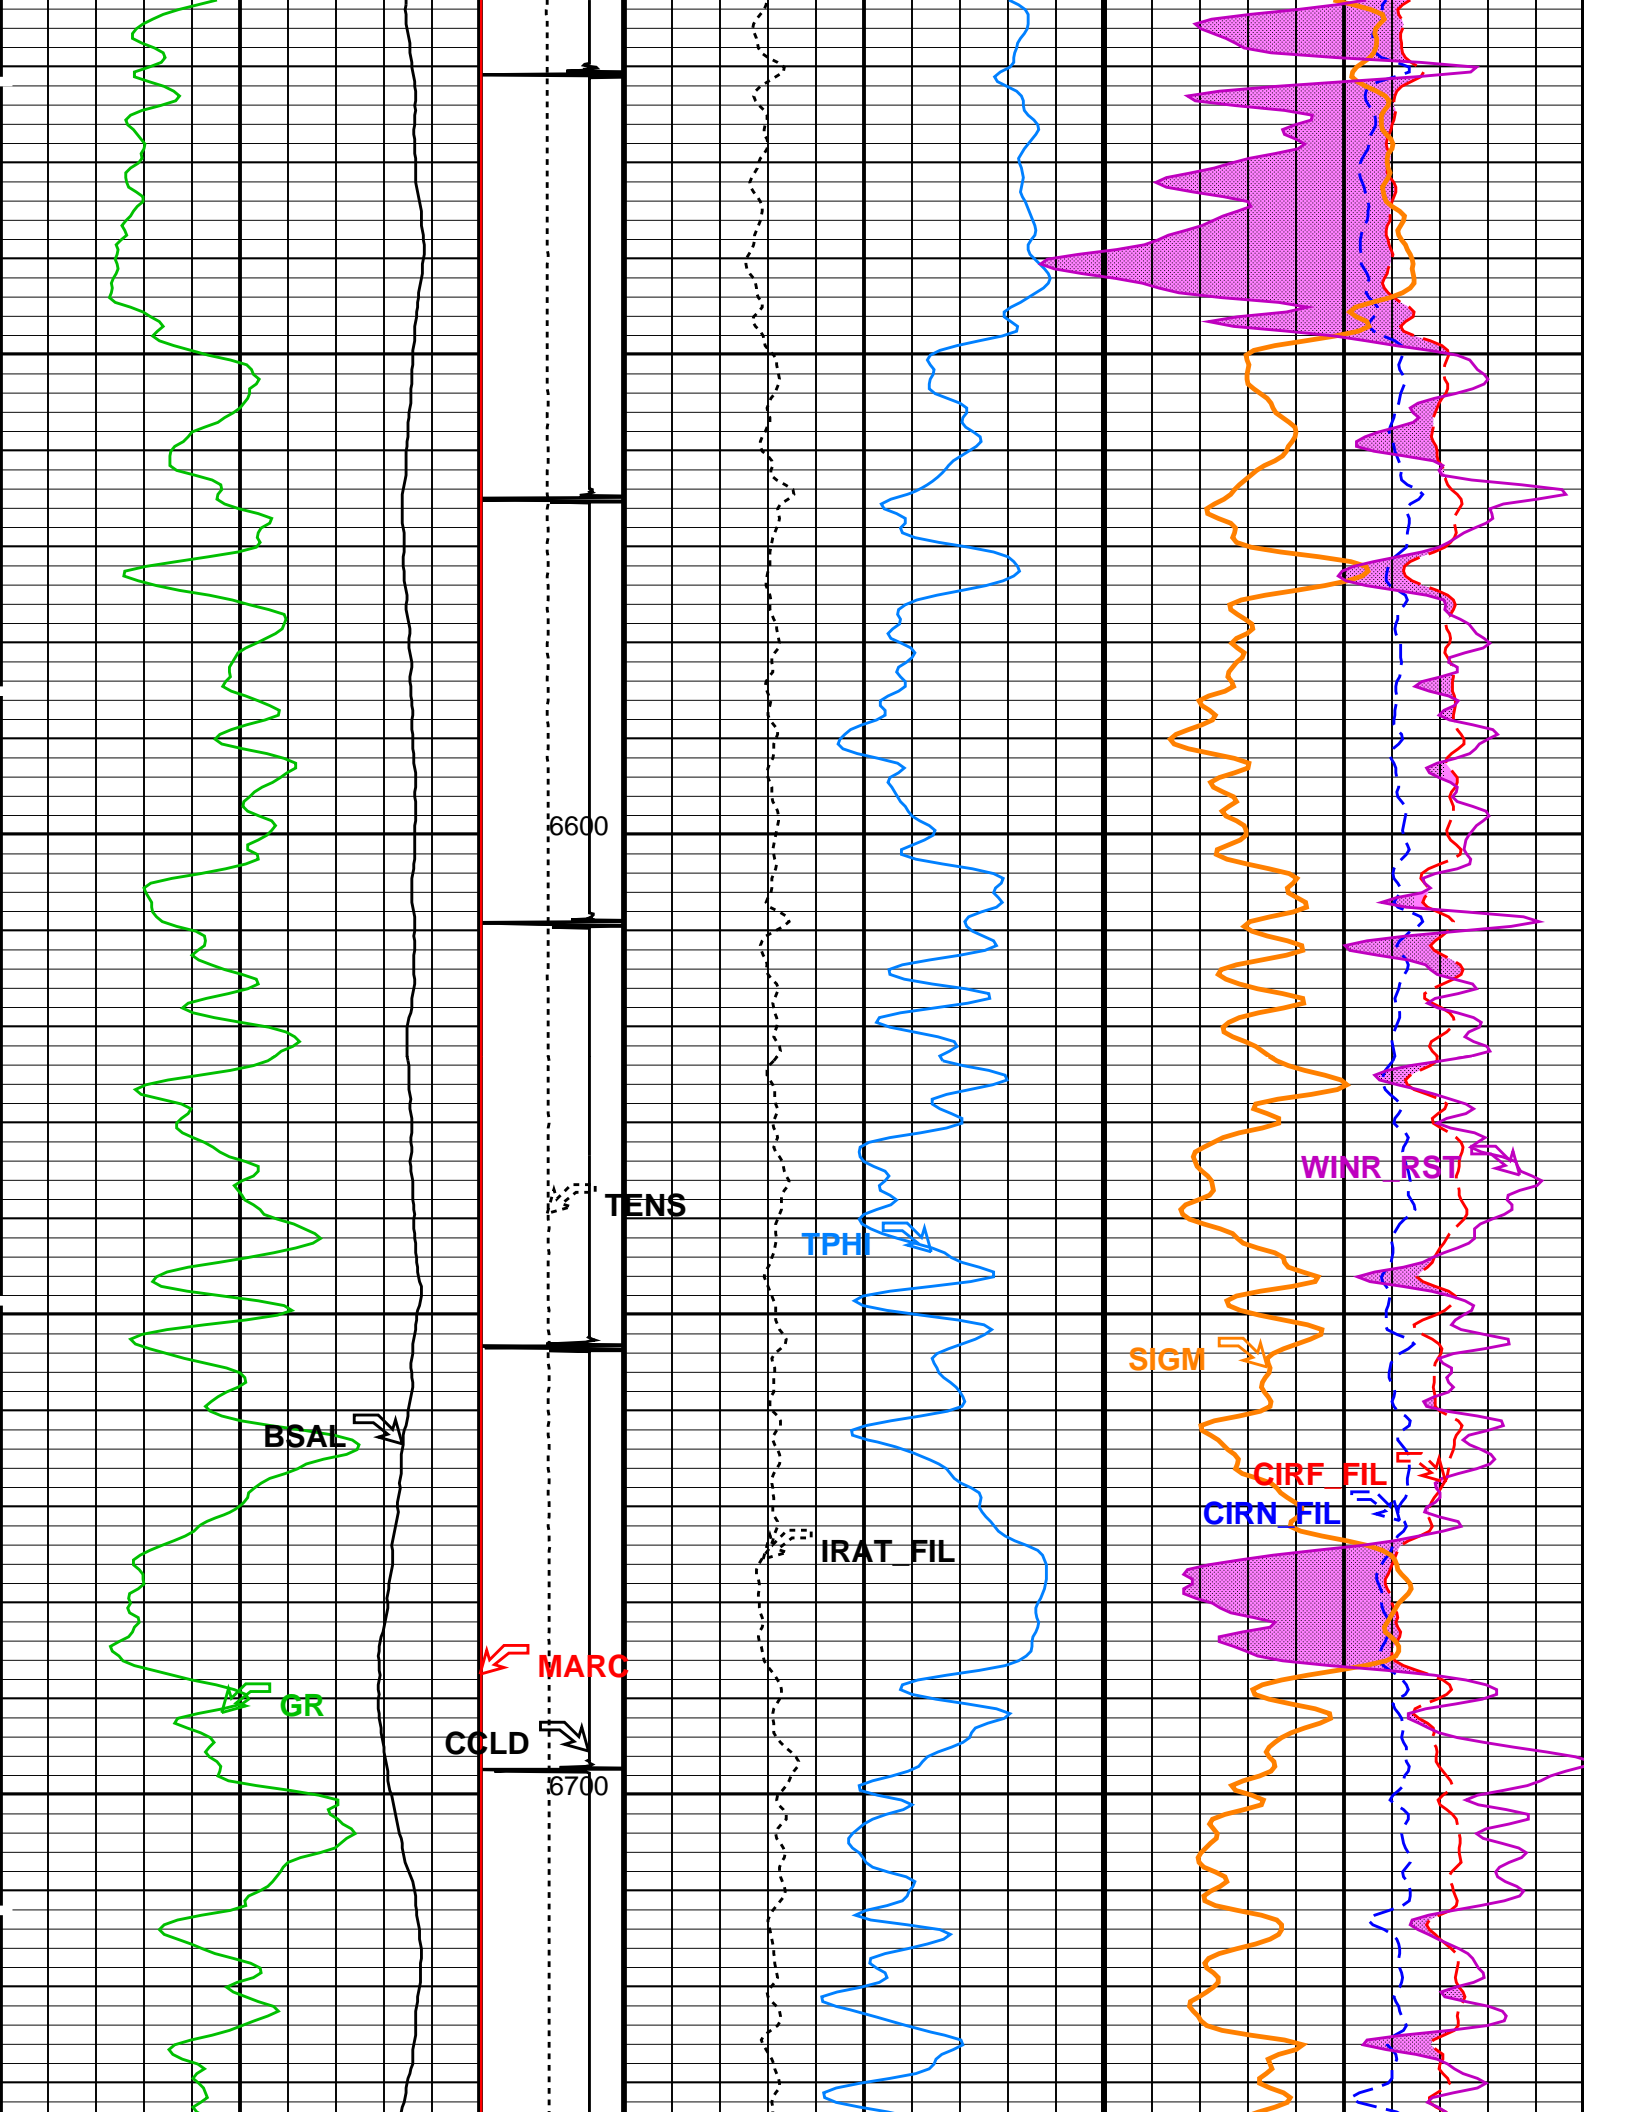 6600
WINR_RST
TENS
TPHI
SIGM
BSAL
CIRF_FIL
CIRN_FIL
IRAT_FIL
MARC
GR
CCLD
6700